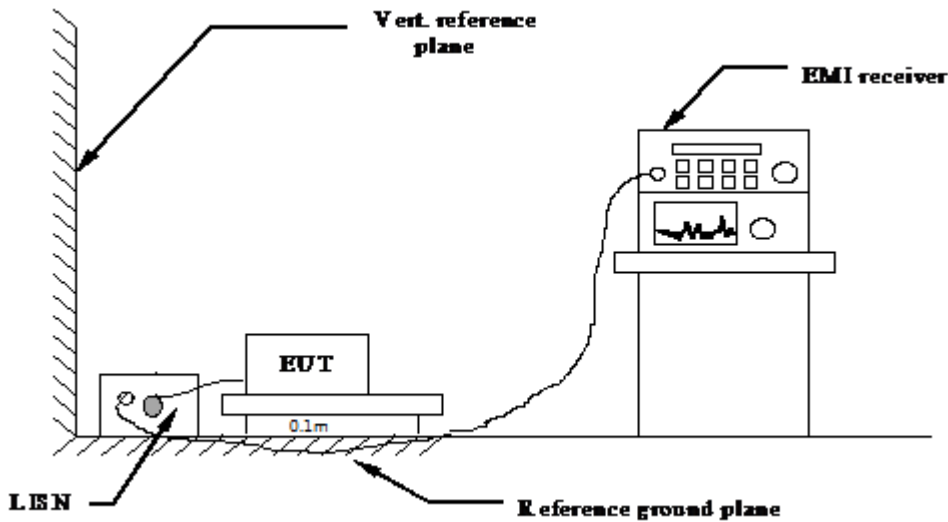 Vert. reference
plane
EMI receiver
EUT
0.1m
LISN
Reference ground plane